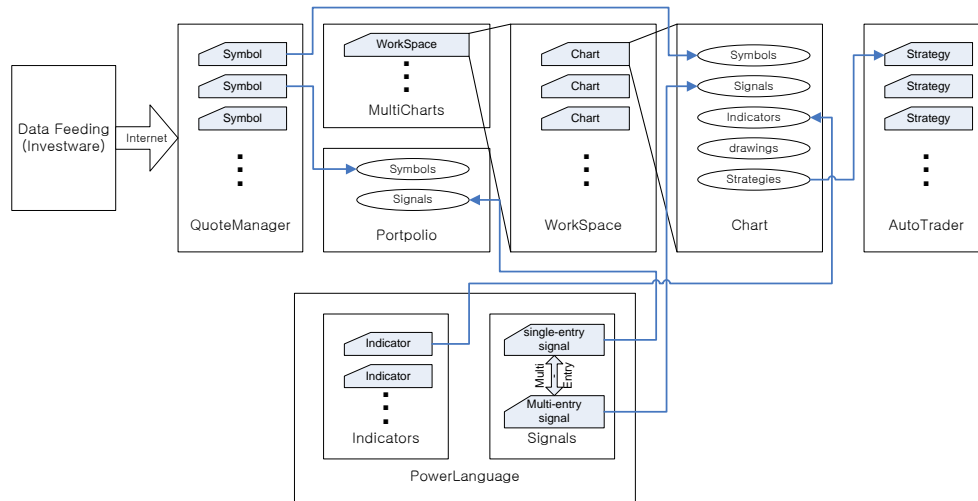 Data Feeding
(Investware)
Internet
Symbol
Symbol
Symbol
QuoteManager
WorkSpace
MultiCharts
Symbols
Signals
Portpolio
Chart
Chart
Chart
WorkSpace
Symbols
Signals
Indicators
drawings
Strategies
Chart
Strategy
Strategy
Strategy
AutoTrader
Indicator
Indicator
Indicators
single-entry
signal
Multi
-
Entry
Multi-entry
signal
Signals
PowerLanguage